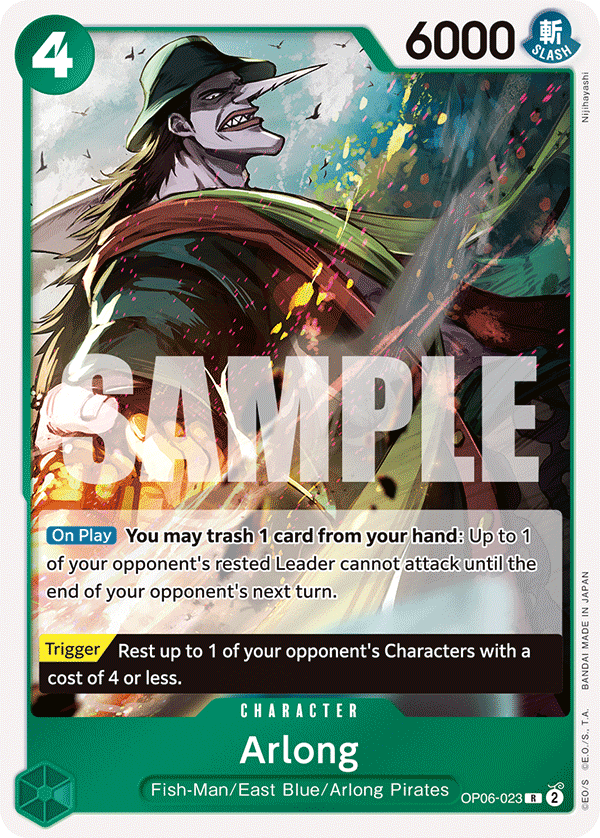 4
6000
斬
SLASH
Nijihayashi
SAMPLE
On Play You may trash 1 card from your hand: Up to 1
of your opponent's rested Leader cannot attack until the
end of your opponent's next turn.
Trigger Rest up to 1 of your opponent's Characters with a
cost of 4 or less.
CHARACTER
Arlong
Fish-Man/East Blue/Arlong Pirates
OP06-023 R 2
©EO/S ©E.O./S., T.A. BANDAI MADE IN JAPAN